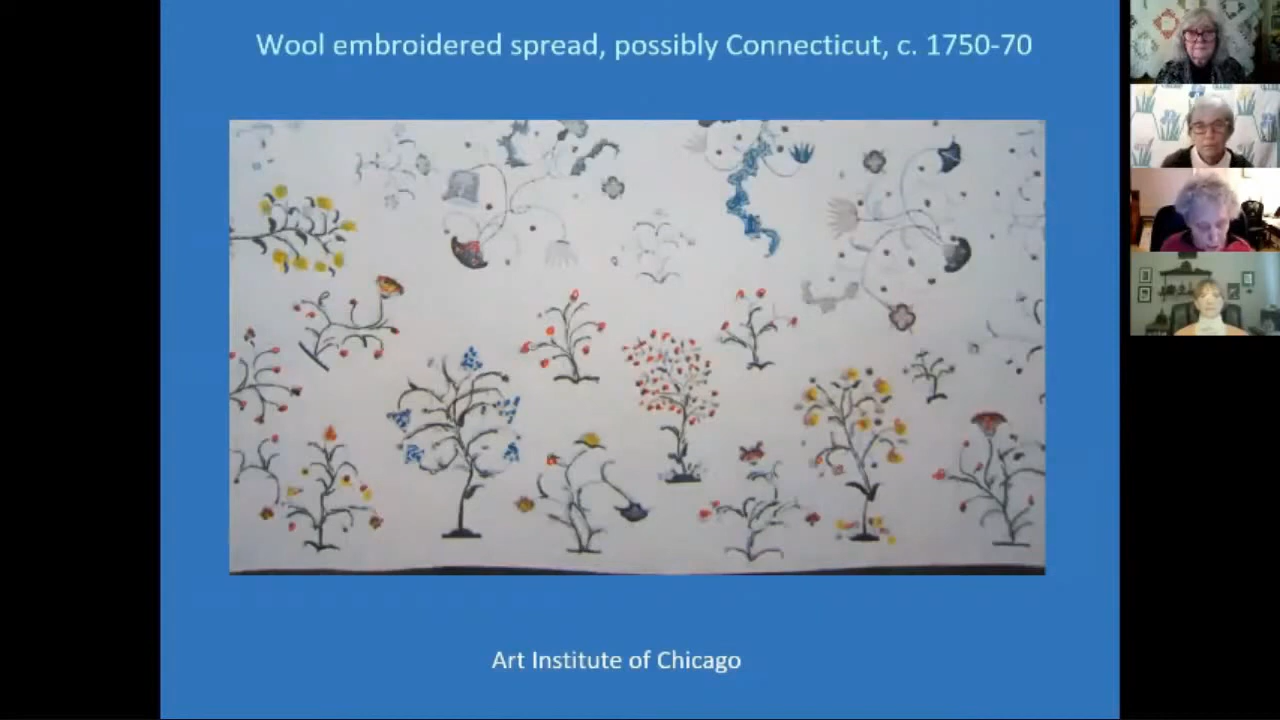 Wool embroidered spread, possibly Connecticut, c. 1750-70
Art Institute of Chicago